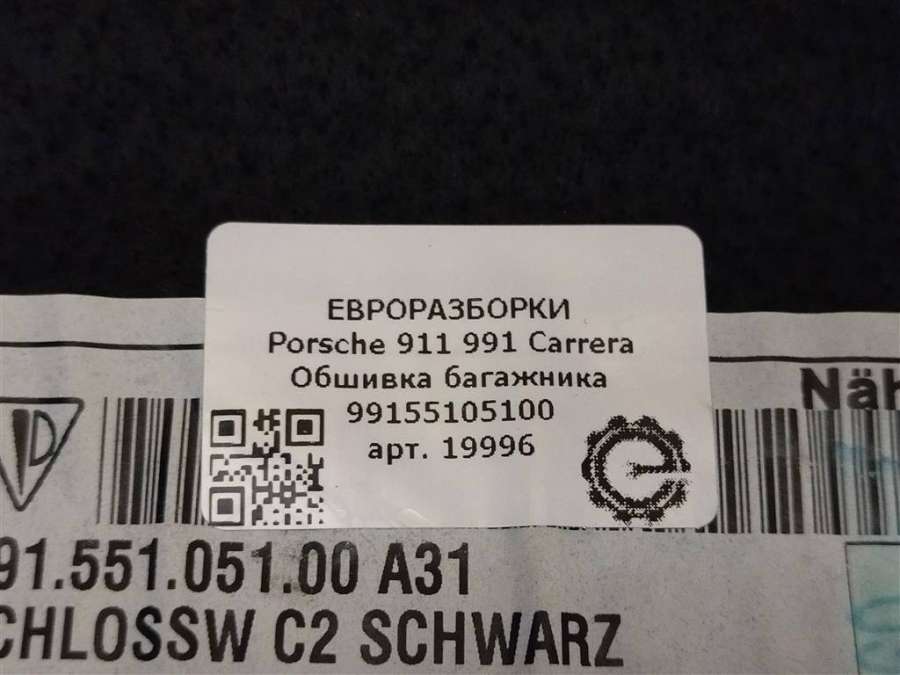 ЕВРОРАЗБОРКИ
Porsche 911 991 Carrera
Обшивка багажника
99155105100
арт. 19996
Näh
91.551.051.00 A31
CHLOSSW C2 SCHWARZ